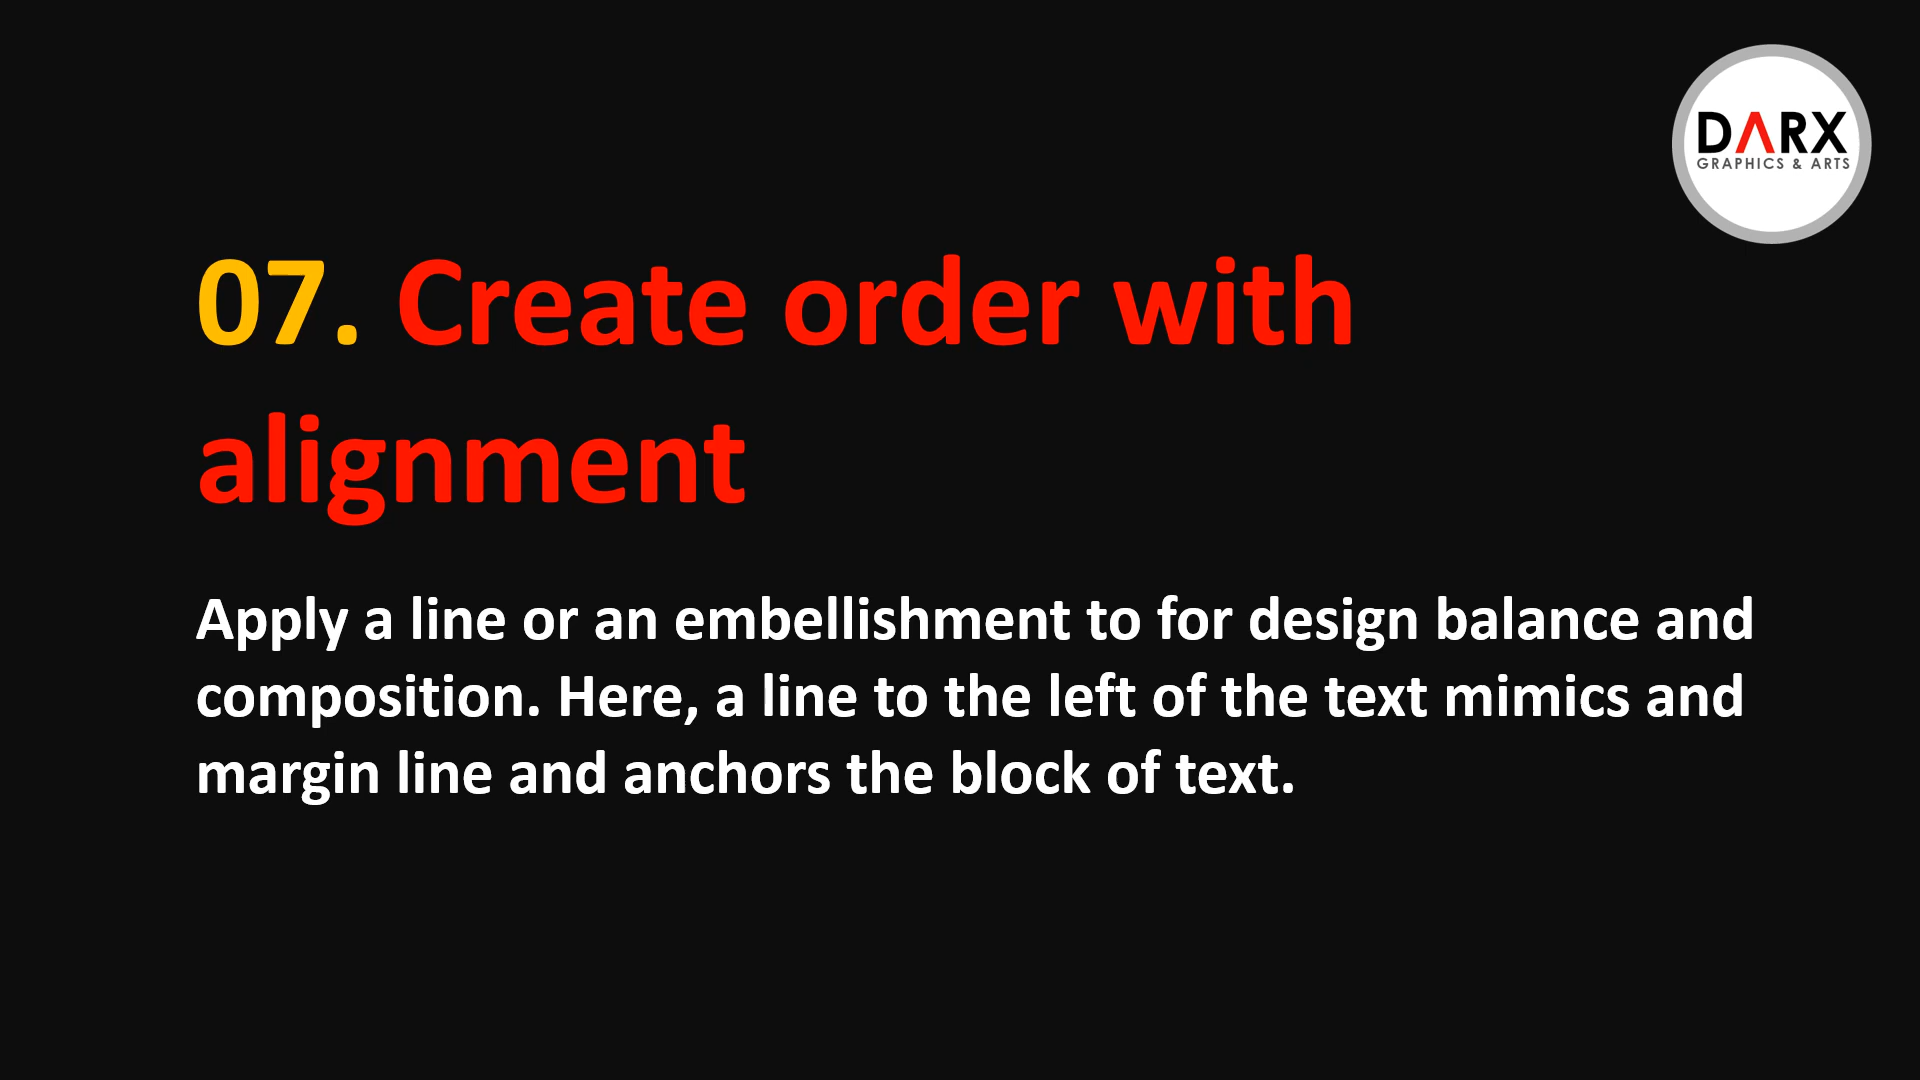 DARX
GRAPHICS & ARTS
07. Create order with
alignment
Apply a line or an embellishment to for design balance and
composition. Here, a line to the left of the text mimics and
margin line and anchors the block of text.